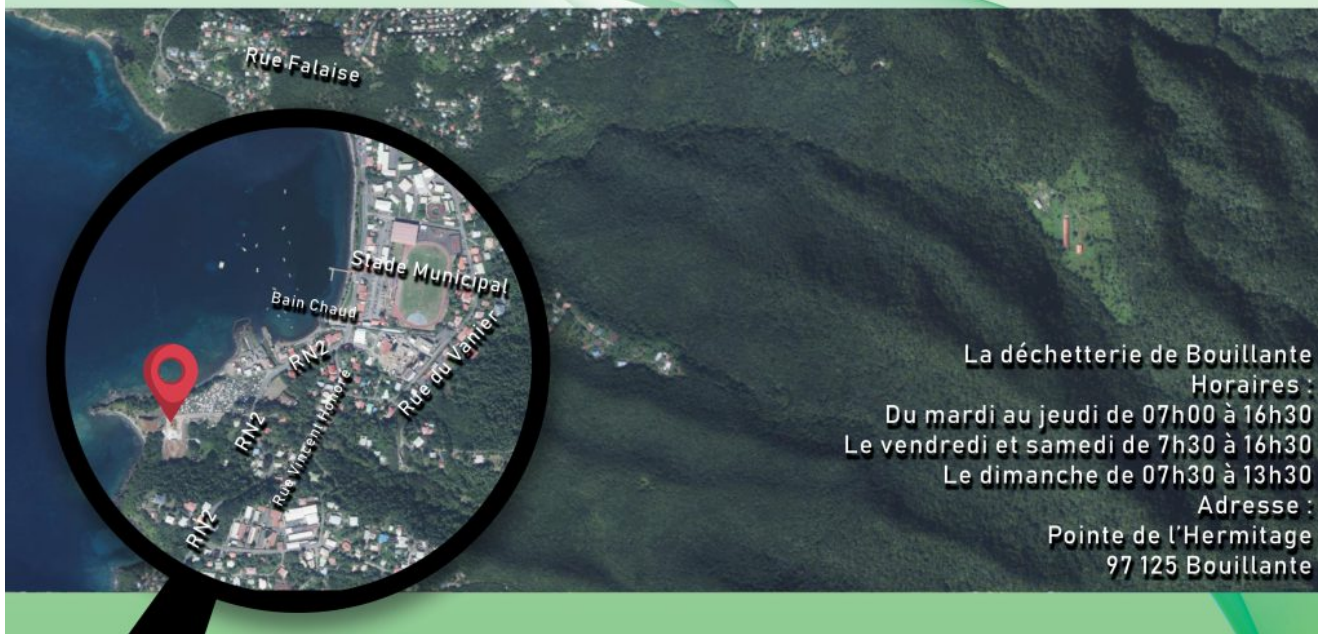 Rue Falaise
Stade Municipal
Bain Chaud
RN2
Rue du Vanier
RN2
Rue Vincent Honoré
RN2
La déchetterie de Bouillante
Horaires :
Du mardi au jeudi de 07h00 à 16h30
Le vendredi et samedi de 7h30 à 16h30
Le dimanche de 07h30 à 13h30
Adresse :
Pointe de l'Hermitage
97 125 Bouillante